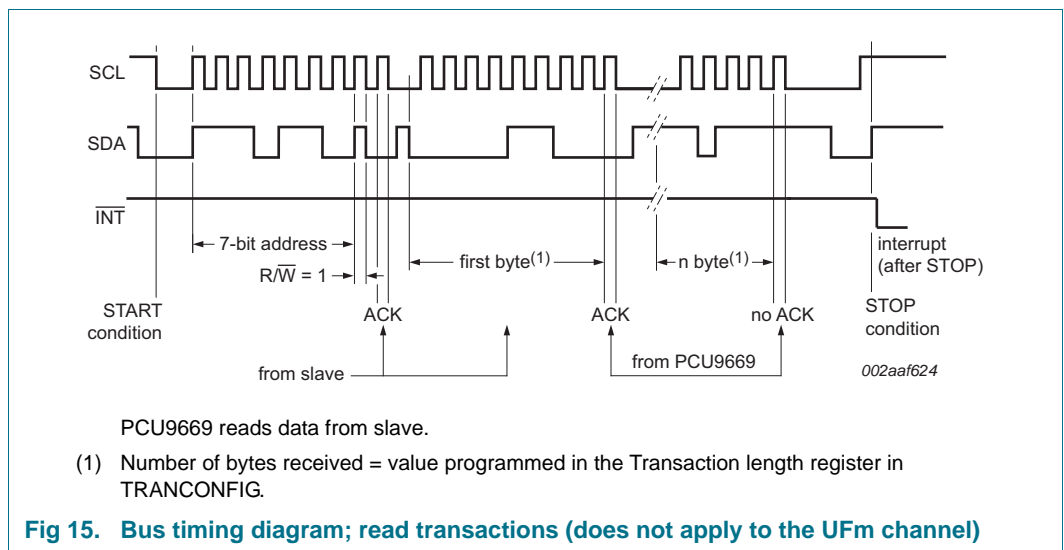 SCL
SDA
INT
7-bit address
R/W = 1
first byte(1)
n byte(1)
interrupt
(after STOP)
START
condition
ACK
ACK
no ACK
STOP
condition
from slave
from PCU9669
002aaf624
PCU9669 reads data from slave.
(1) Number of bytes received = value programmed in the Transaction length register in
TRANCONFIG.
Fig 15. Bus timing diagram; read transactions (does not apply to the UFm channel)